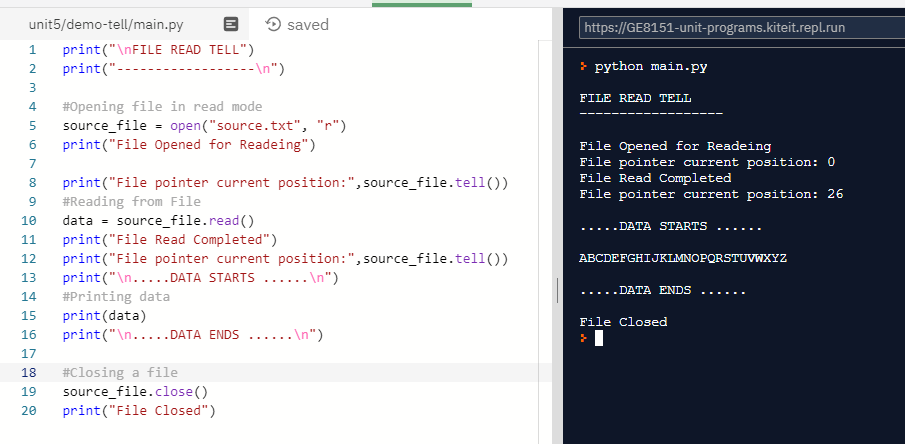 unit5/demo-tell/main.py
saved
1 print("\nFILE READ TELL")
2 print("------------------\n")
3
4 #Opening file in read mode
5 source_file = open("source.txt", "r")
6 print("File Opened for Readeing")
7
8 print("File pointer current position:",source_file.tell())
9 #Reading from File
10 data = source_file.read()
11 print("File Read Completed")
12 print("File pointer current position:",source_file.tell())
13 print("\n.....DATA STARTS ......\n")
14 #Printing data
15 print(data)
16 print("\n.....DATA ENDS ......\n")
17
18 #Closing a file
19 source_file.close()
20 print("File Closed")
https://GE8151-unit-programs.kiteit.repl.run
python main.py
FILE READ TELL
------------------
File Opened for Readeing
File pointer current position: 0
File Read Completed
File pointer current position: 26
.....DATA STARTS ......
ABCDEFGHIJKLMNOPQRSTUVWXYZ
.....DATA ENDS ......
File Closed